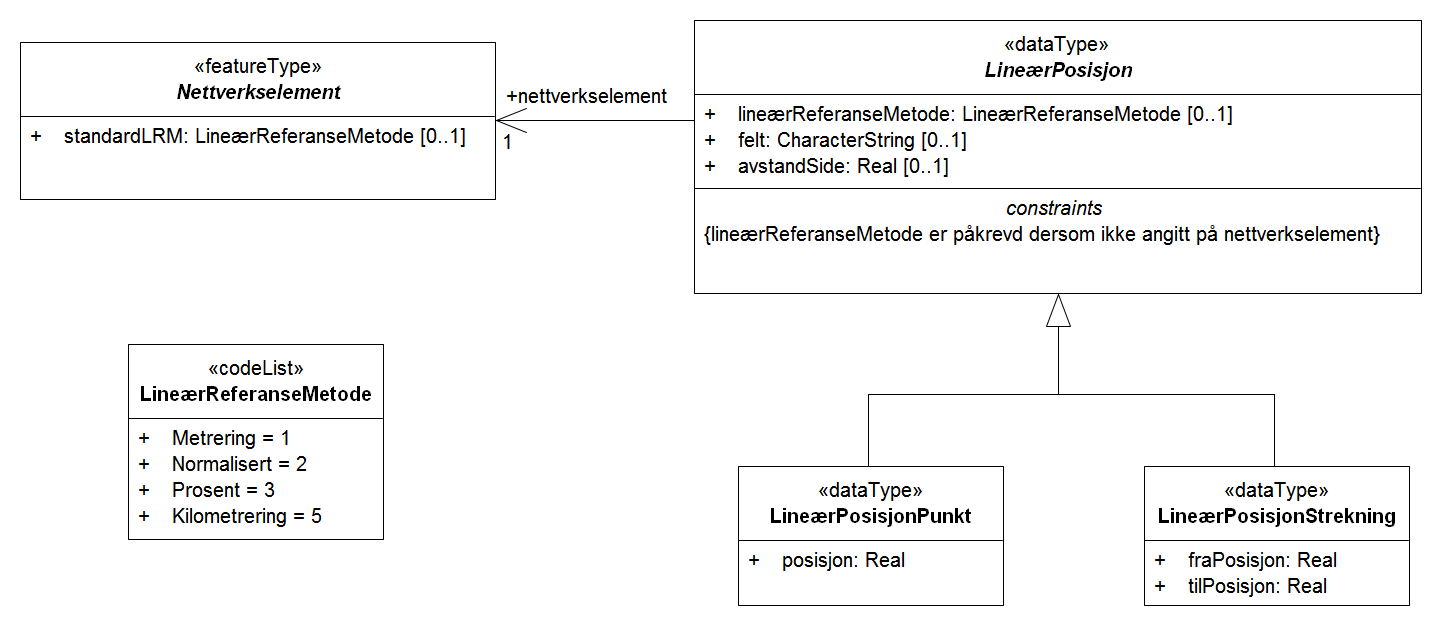 «featureType»
Nettverkselement
+ standardLRM: LineærReferanseMetode [0..1]
+nettverkselement
1
«dataType»
LineærPosisjon
+ lineærReferanseMetode: LineærReferanseMetode [0..1]
+ felt: CharacterString [0..1]
+ avstandSide: Real [0..1]
constraints
{lineærReferanseMetode er påkrevd dersom ikke angitt på nettverkselement}
«codeList»
LineærReferanseMetode
+ Metrering = 1
+ Normalisert = 2
+ Prosent = 3
+ Kilometrering = 5
«dataType»
LineærPosisjonPunkt
+ posisjon: Real
«dataType»
LineærPosisjonStrekning
+ fraPosisjon: Real
+ tilPosisjon: Real